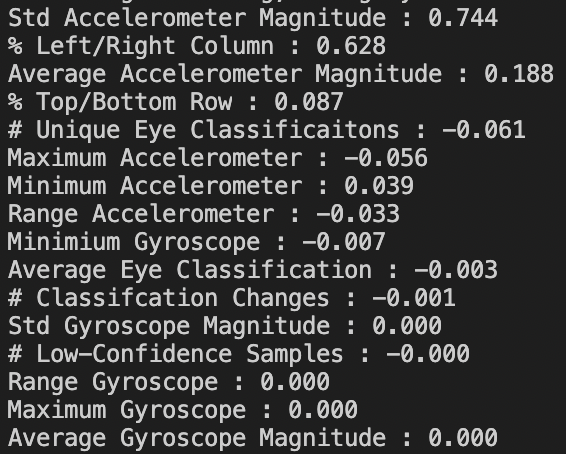 Std Accelerometer Magnitude : 0.744
% Left/Right Column : 0.628
Average Accelerometer Magnitude : 0.188
% Top/Bottom Row : 0.087
# Unique Eye Classificaitons : -0.061
Maximum Accelerometer : -0.056
Minimum Accelerometer : 0.039
Range Accelerometer : -0.033
Minimium Gyroscope : -0.007
Average Eye Classification : -0.003
# Classifcation Changes : -0.001
Std Gyroscope Magnitude : 0.000
# Low-Confidence Samples : -0.000
Range Gyroscope : 0.000
Maximum Gyroscope : 0.000
Average Gyroscope Magnitude : 0.000